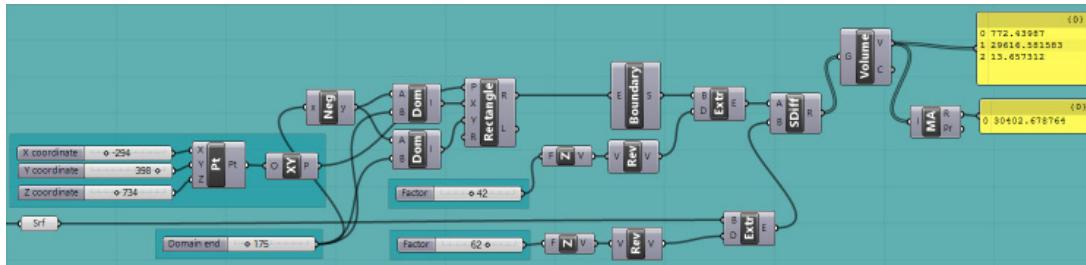 {0}
0 772.43987
1 29616.581583
2 13.657312
G
Volume
V
C
X
Neg
y
A
B
Dom
I
P
X
Y
R
Rectangle
R
L
E
Boundary
S
B
D
Extr
E
A
B
SDiff
R
I
MA
R
Pr
{0}
0 30402.678764
A
B
Dom
I
X coordinate
-294
Y coordinate
398
Z coordinate
734
X
Y
Z
Pt
Pt
O
XY
P
F
Z
V
V
Rev
V
Factor
42
Srf
B
D
Extr
E
Domain end
175
Factor
62
F
Z
V
V
Rev
V